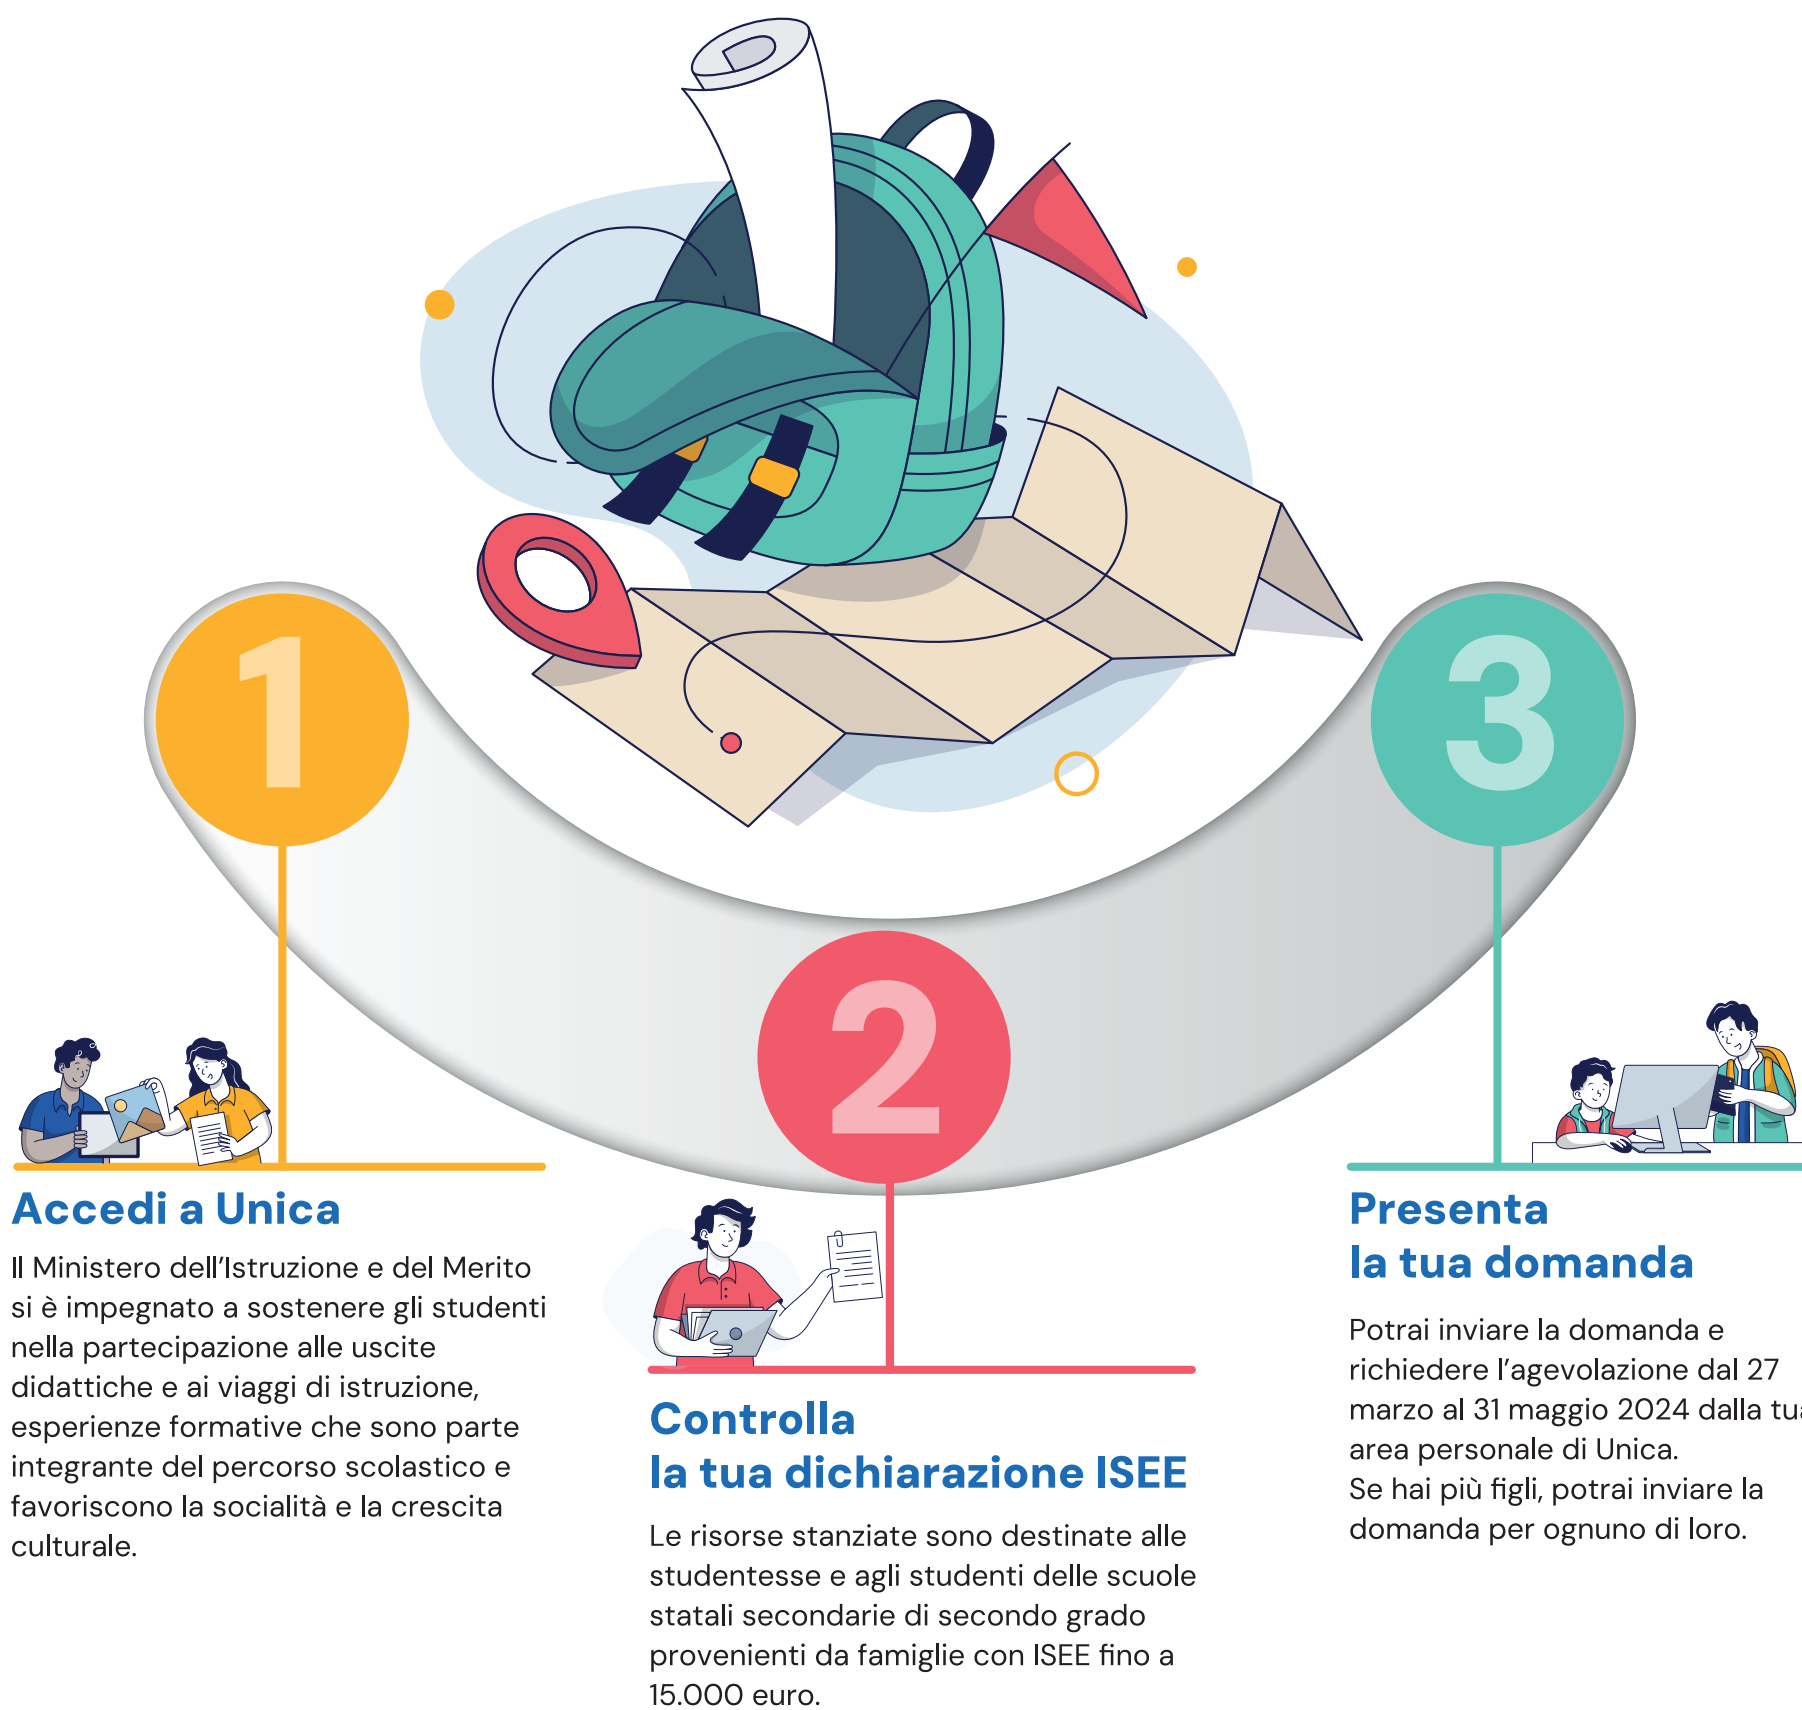 1
Accedi a Unica
Il Ministero dell'Istruzione e del Merito
si è impegnato a sostenere gli studenti
nella partecipazione alle uscite
didattiche e ai viaggi di istruzione,
esperienze formative che sono parte
integrante del percorso scolastico e
favoriscono la socialità e la crescita
culturale.
2
Controlla
la tua dichiarazione ISEE
Le risorse stanziate sono destinate alle
studentesse e agli studenti delle scuole
statali secondarie di secondo grado
provenienti da famiglie con ISEE fino a
15.000 euro.
3
Presenta
la tua domanda
Potrai inviare la domanda e
richiedere l'agevolazione dal 27
marzo al 31 maggio 2024 dalla tua
area personale di Unica.
Se hai più figli, potrai inviare la
domanda per ognuno di loro.